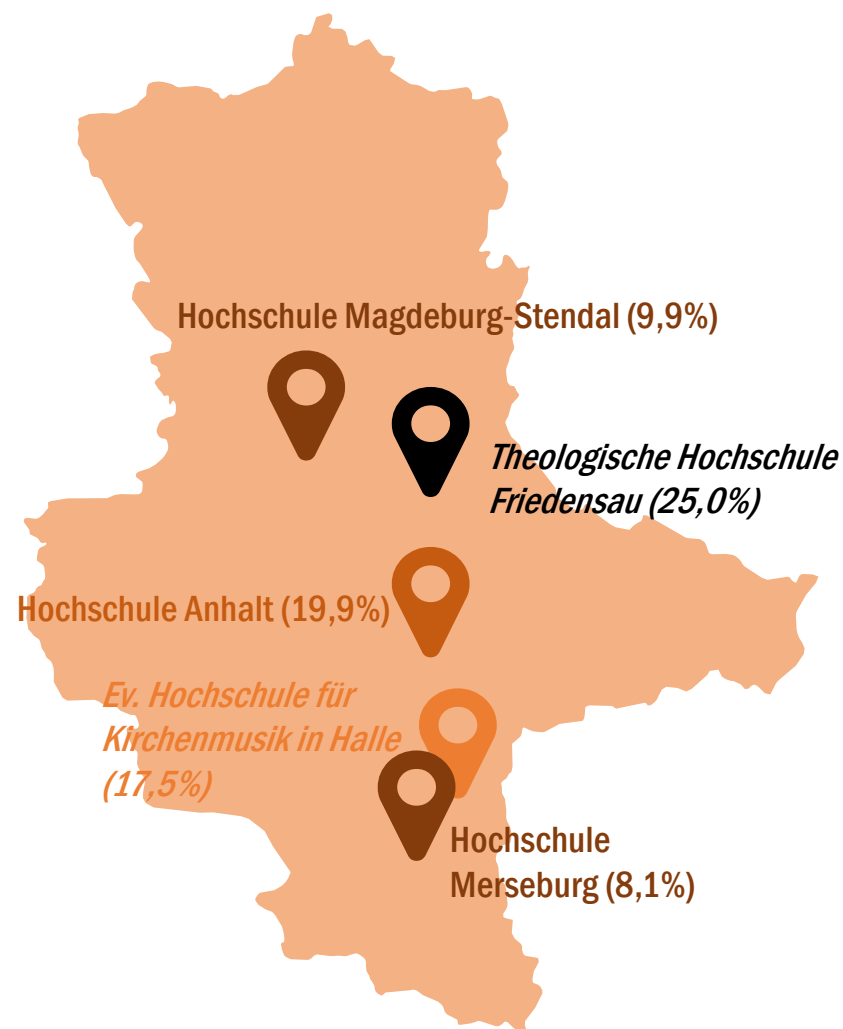 Hochschule Magdeburg-Stendal (9,9%)
Theologische Hochschule
Friedensau (25,0%)
Hochschule Anhalt (19,9%)
Ev. Hochschule für
Kirchenmusik in Halle
(17,5%)
Hochschule
Merseburg (8,1%)